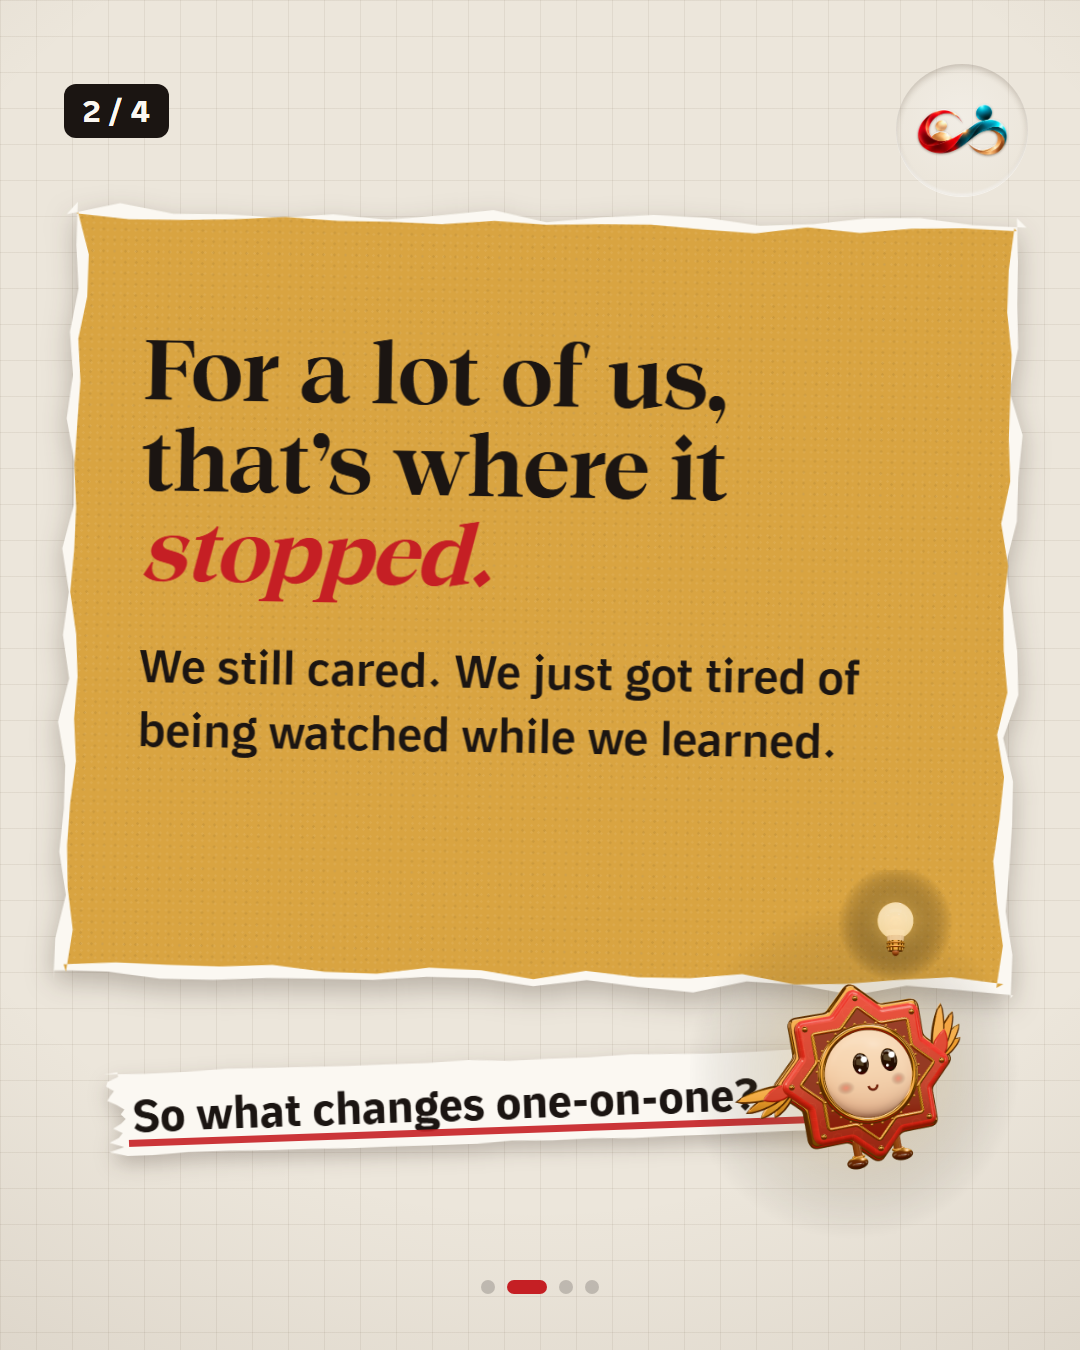 2 / 4
For a lot of us,
that’s where it
stopped.
We still cared. We just got tired of
being watched while we learned.
So what changes one-on-one?